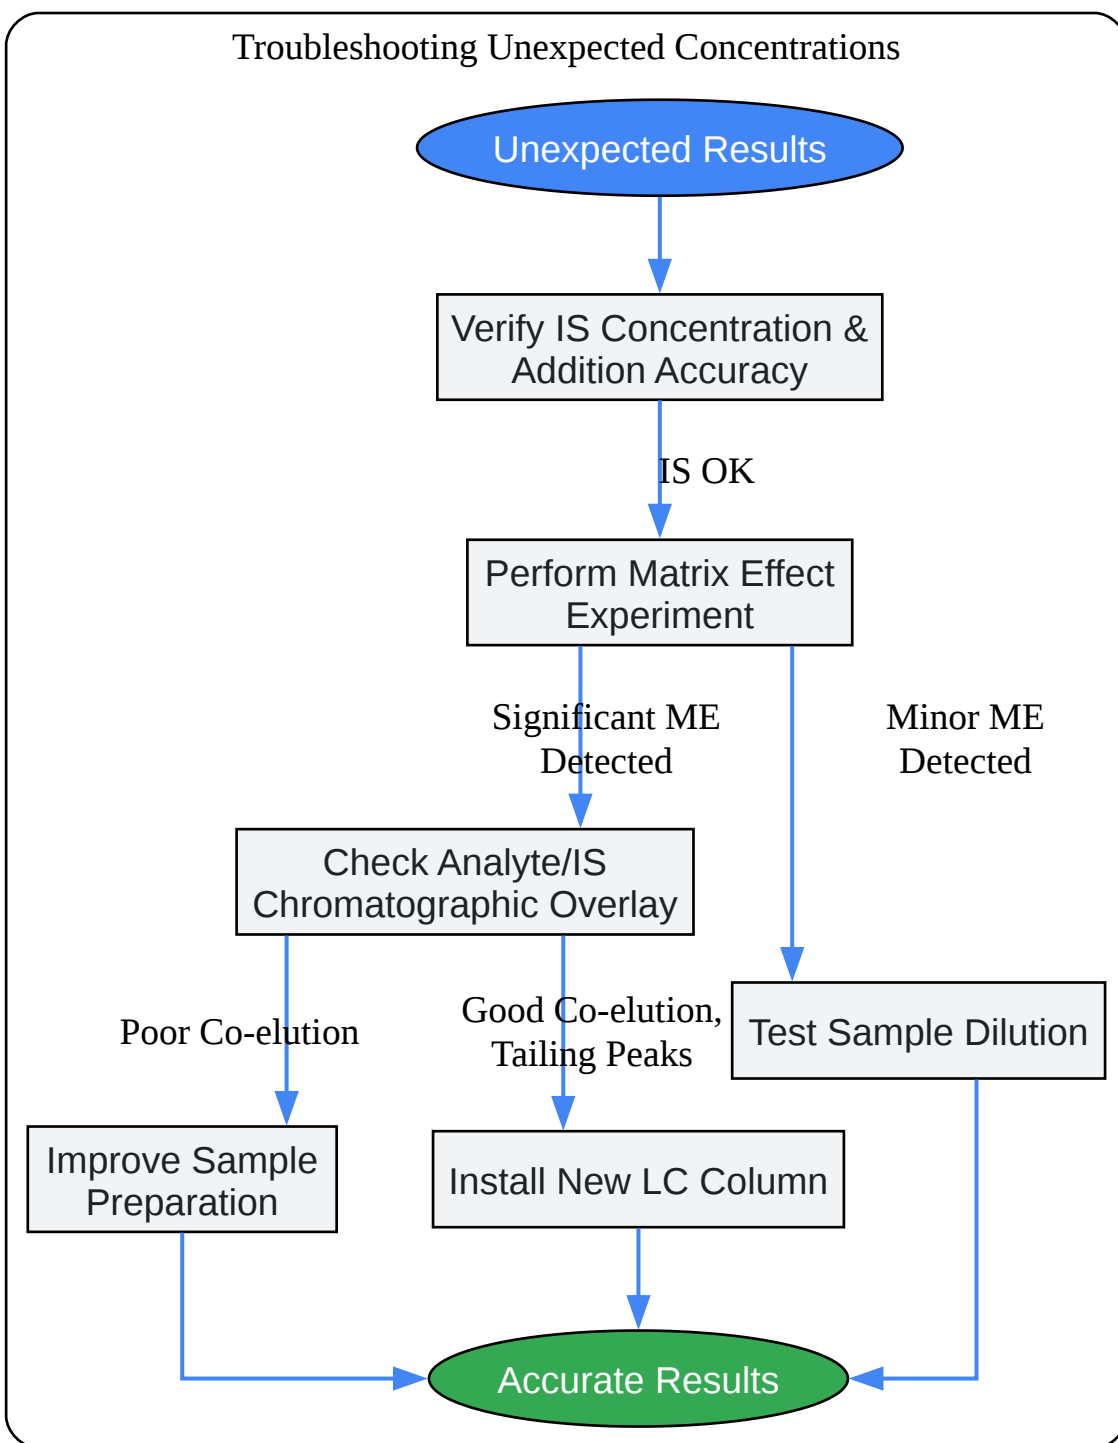 Troubleshooting Unexpected Concentrations
Unexpected Results
Verify IS Concentration &
Addition Accuracy
IS OK
Perform Matrix Effect
Experiment
Significant ME
Detected
Minor ME
Detected
Check Analyte/IS
Chromatographic Overlay
Poor Co-elution
Good Co-elution,
Tailing Peaks
Test Sample Dilution
Improve Sample
Preparation
Install New LC Column
Accurate Results